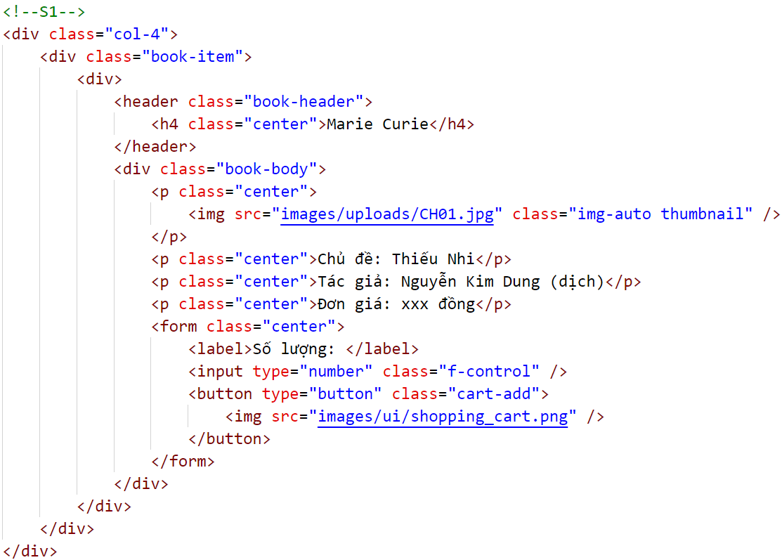 <!--S1-->
<div class="col-4">
    <div class="book-item">
        <div>
            <header class="book-header">
                <h4 class="center">Marie Curie</h4>
            </header>
            <div class="book-body">
                <p class="center">
                    <img src="images/uploads/CH01.jpg" class="img-auto thumbnail" />
                </p>
                <p class="center">Chủ đề: Thiếu Nhi</p>
                <p class="center">Tác giả: Nguyễn Kim Dung (dịch)</p>
                <p class="center">Đơn giá: xxx đồng</p>
                <form class="center">
                    <label>Số lượng: </label>
                    <input type="number" class="f-control" />
                    <button type="button" class="cart-add">
                        <img src="images/ui/shopping_cart.png" />
                    </button>
                </form>
            </div>
        </div>
    </div>
</div>